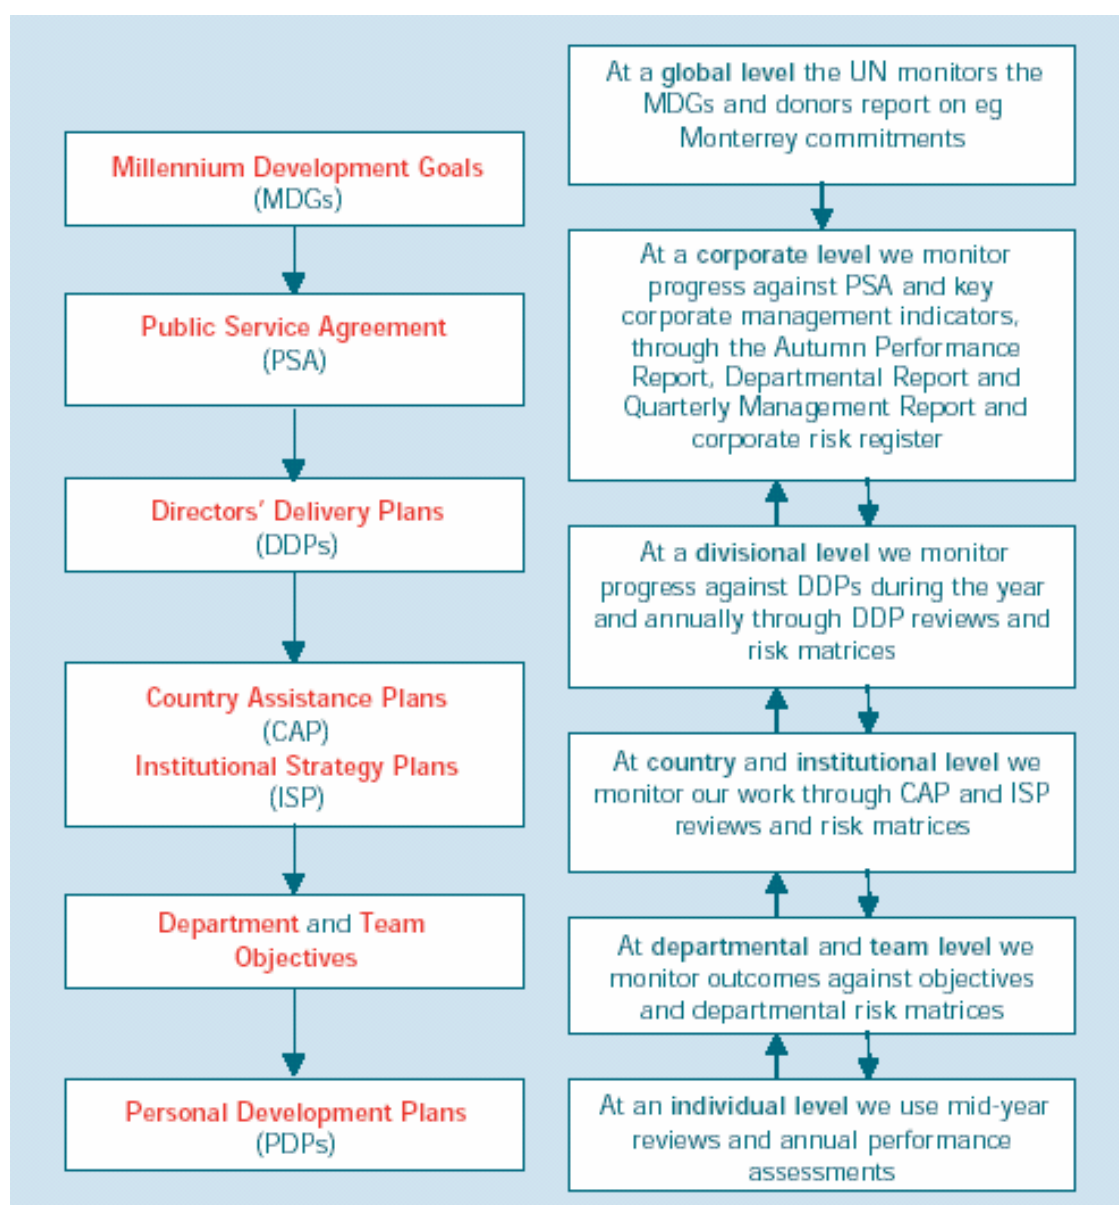 Millennium Development Goals
(MDGs)
Public Service Agreement
(PSA)
Directors' Delivery Plans
(DDPs)
Country Assistance Plans
(CAP)
Institutional Strategy Plans
(ISP)
Department and Team
Objectives
Personal Development Plans
(PDPs)
At a global level the UN monitors the
MDGs and donors report on eg
Monterrey commitments
At a corporate level we monitor
progress against PSA and key
corporate management indicators,
through the Autumn Performance
Report, Departmental Report and
Quarterly Management Report and
corporate risk register
At a divisional level we monitor
progress against DDPs during the year
and annually through DDP reviews and
risk matrices
At country and institutional level we
monitor our work through CAP and ISP
reviews and risk matrices
At departmental and team level we
monitor outcomes against objectives
and departmental risk matrices
At an individual level we use mid-year
reviews and annual performance
assessments